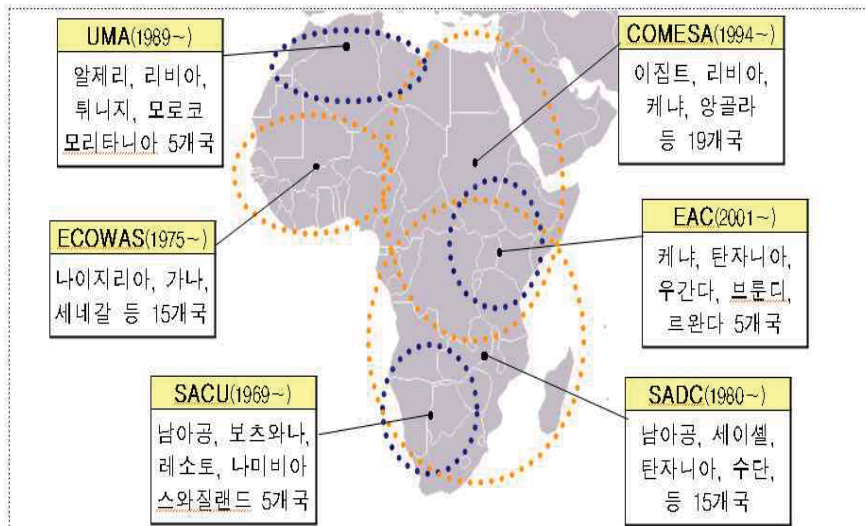 UMA(1989~)
알제리, 리비아,
튀니지, 모로코
모리타니아 5개국
COMESA(1994~)
이집트, 리비아,
케냐, 앙골라
등 19개국
ECOWAS(1975~)
나이지리아, 가나,
세네갈 등 15개국
EAC(2001~)
케냐, 탄자니아,
우간다, 브룬디,
르완다 5개국
SACU(1969~)
남아공, 보츠와나,
레소토, 나미비아
스와질랜드 5개국
SADC(1980~)
남아공, 세이셸,
탄자니아, 수단,
등 15개국